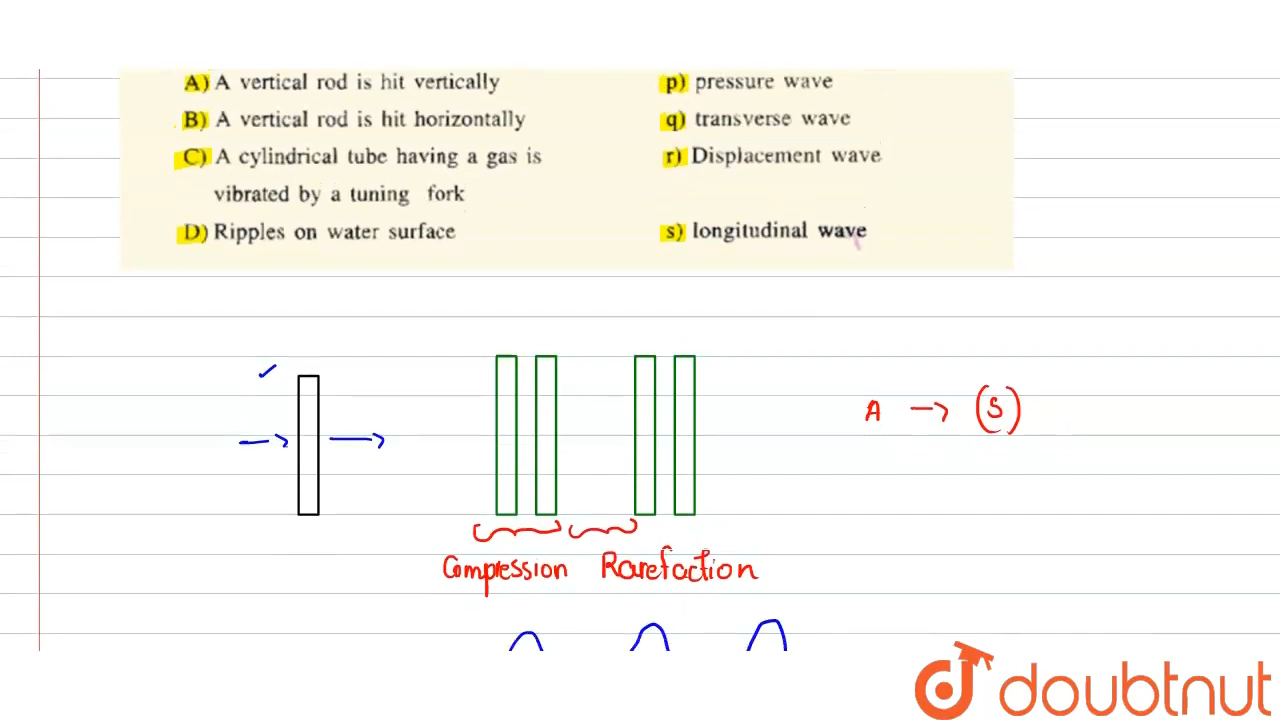 A) A vertical rod is hit vertically p) pressure wave
B) A vertical rod is hit horizontally q) transverse wave
C) A cylindrical tube having a gas is r) Displacement wave
vibrated by a tuning fork
D) Ripples on water surface s) longitudinal wave
A → (S)
Compression Rarefaction
doubtnut